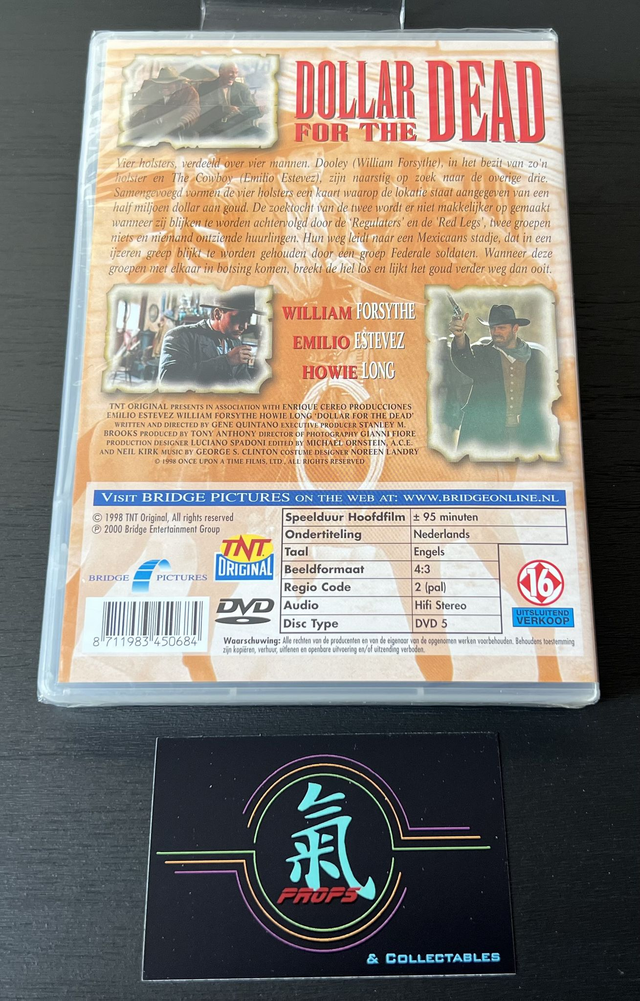 DOLLAR
FOR THE
DEAD
Vier holsters, verdeeld over vier mannen. Dooley (William Forsythe), in het bezit van zo'n
holster en The Cowboy (Emilio Estevez), zijn naarstig op zoek naar de overige drie.
Samengevoegd vormen de vier holsters een kaart waarop de lokatie staat aangegeven van een
half miljoen dollar aan goud. De zoektocht van de twee wordt er niet makkelijker op gemaakt
wanneer zij blijken te worden achtervolgd door de 'Regulaters' en de 'Red Legs', twee groepen
niets en niemand ontziende huurlingen. Hun weg leidt naar een Mexicaans stadje, dat in een
ijzeren greep blijkt te worden gehouden door een groep Federale soldaten. Wanneer deze
groepen met elkaar in botsing komen, breekt de hel los en lijkt het goud verder weg dan ooit.
WILLIAM FORSYTHE
EMILIO ESTEVEZ
HOWIE LONG
TNT ORIGINAL PRESENTS IN ASSOCIATION WITH ENRIQUE CEREO PRODUCCIONES
EMILIO ESTEVEZ WILLIAM FORSYTHE HOWIE LONG 'DOLLAR FOR THE DEAD'
WRITTEN AND DIRECTED BY GENE QUINTANO EXECUTIVE PRODUCER STANLEY M.
BROOKS PRODUCED BY TONY ANTHONY DIRECTOR OF PHOTOGRAPHY GIANNI FIORE
PRODUCTION DESIGNER LUCIANO SPADONI EDITED BY MICHAEL ORNSTEIN, A.C.E.
AND NEIL KIRK MUSIC BY GEORGE S. CLINTON COSTUME DESIGNER NOREEN LANDRY
© 1998 ONCE UPON A TIME FILMS, LTD., ALL RIGHTS RESERVED
VISIT BRIDGE PICTURES ON THE WEB AT: WWW.BRIDGEONLINE.NL
© 1998 TNT Original, All rights reserved
℗ 2000 Bridge Entertainment Group
BRIDGE PICTURES
TNT
ORIGINAL
DVD
8 711983 450684
Speelduur Hoofdfilm ± 95 minuten
Ondertiteling Nederlands
Taal Engels
Beeldformaat 4:3
Regio Code 2 (pal)
Audio Hifi Stereo
Disc Type DVD 5
16
UITSLUITEND
VERKOOP
Waarschuwing: Alle rechten van de producenten en van de eigenaar van de opgenomen werken voorbehouden. Behoudens toestemming
zijn kopiëren, verhuur, uitlenen en openbare uitvoering en/of uitzending verboden.
氣
PROPS
& COLLECTABLES